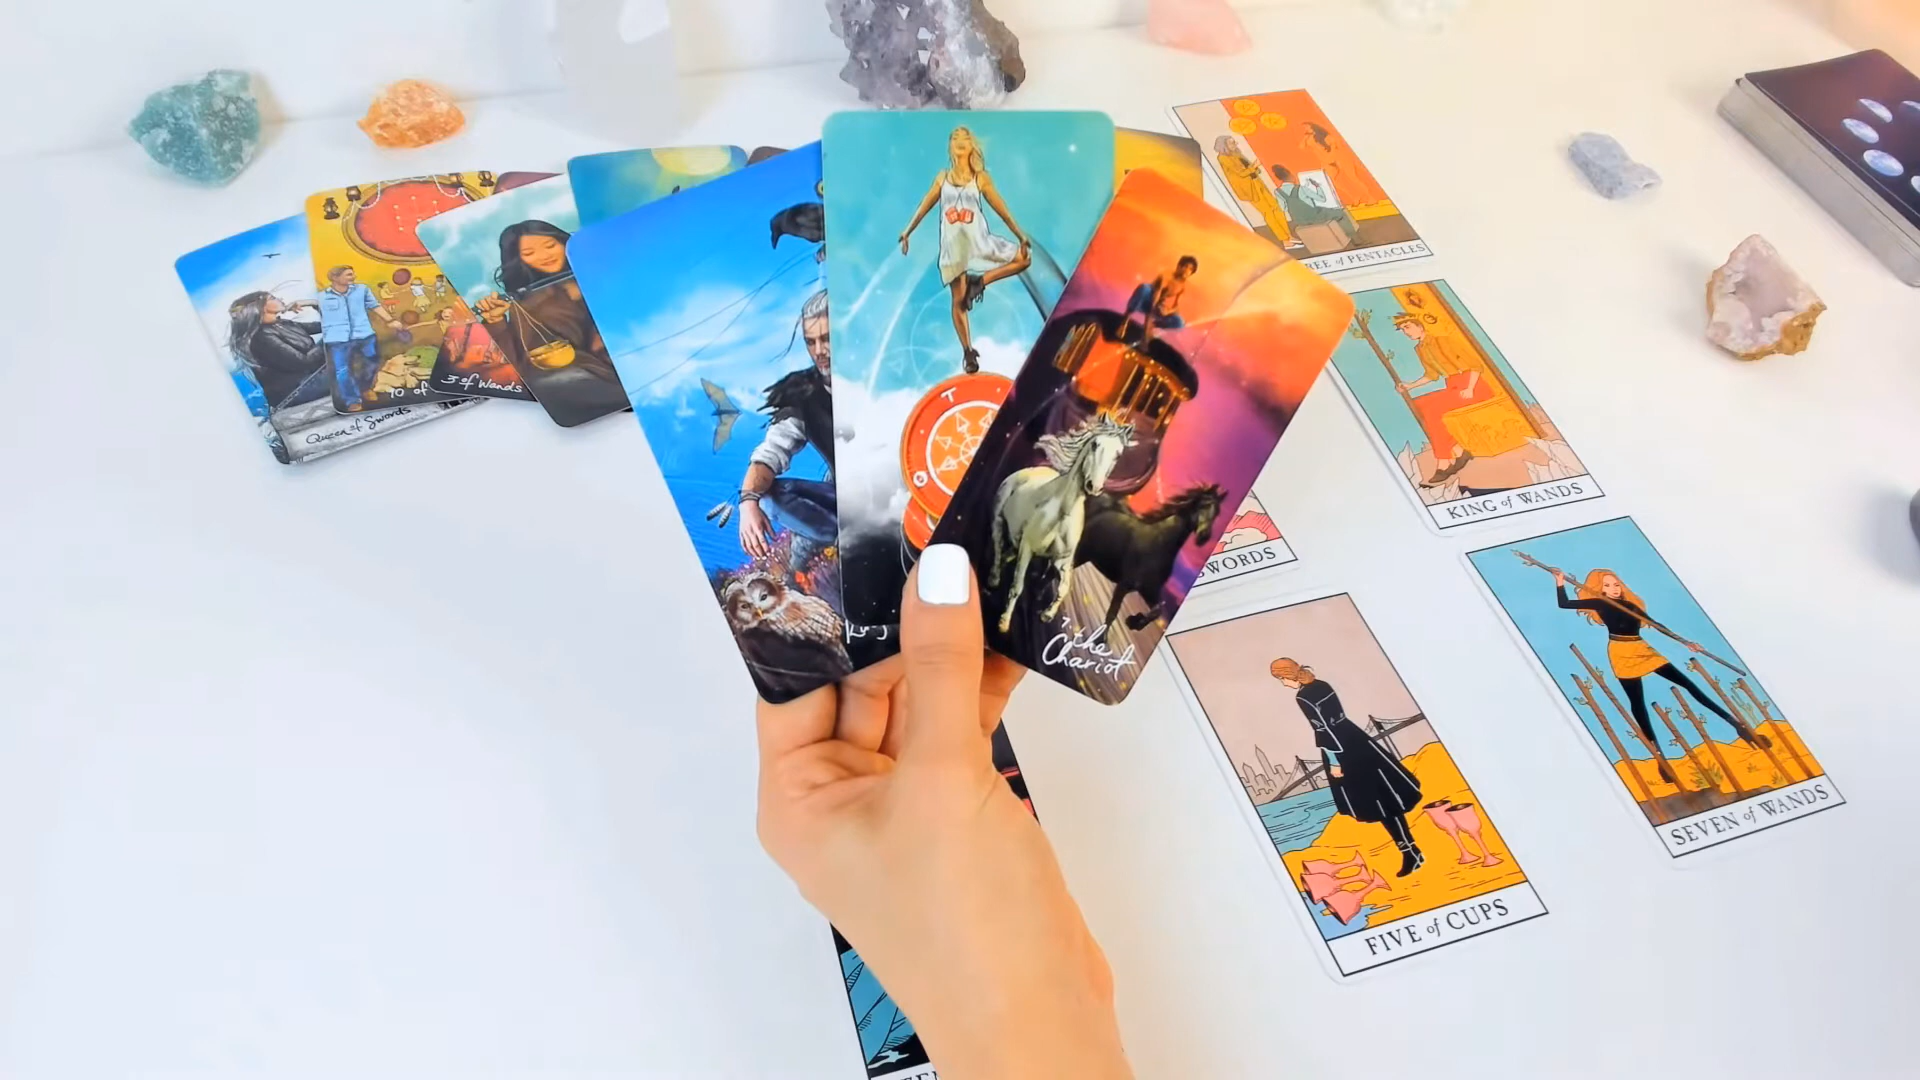 Queen of Swords
10 of
3 of Wands
7. the
Chariot
REE of PENTACLES
KING of WANDS
SWORDS
SEVEN of WANDS
FIVE of CUPS